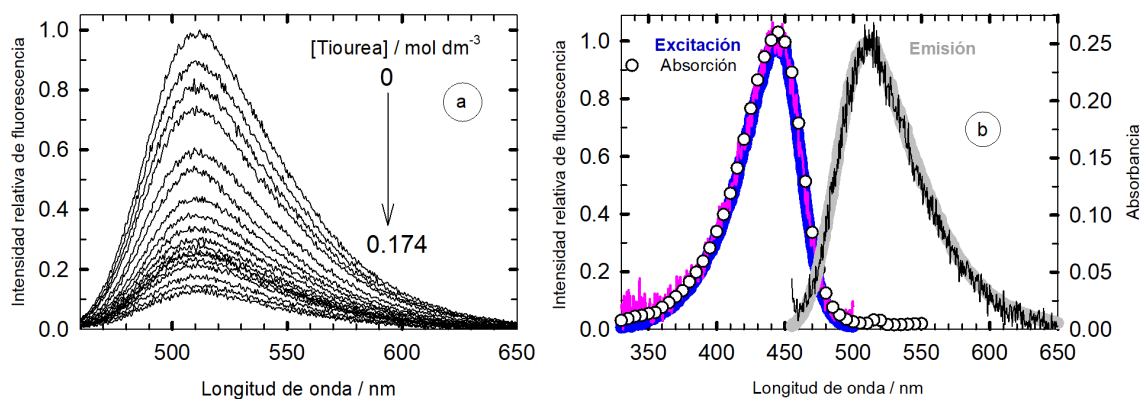 [Tiourea] / mol dm-3
0
0.174
a
Intensidad relativa de fluorescencia
1.0
0.8
0.6
0.4
0.2
0.0
500
550
600
650
Longitud de onda / nm
Excitación
Absorción
Emisión
b
Intensidad relativa de fluorescencia
1.0
0.8
0.6
0.4
0.2
0.0
350
400
450
500
550
600
650
Longitud de onda / nm
0.25
0.20
0.15
0.10
0.05
0.00
Absorbancia